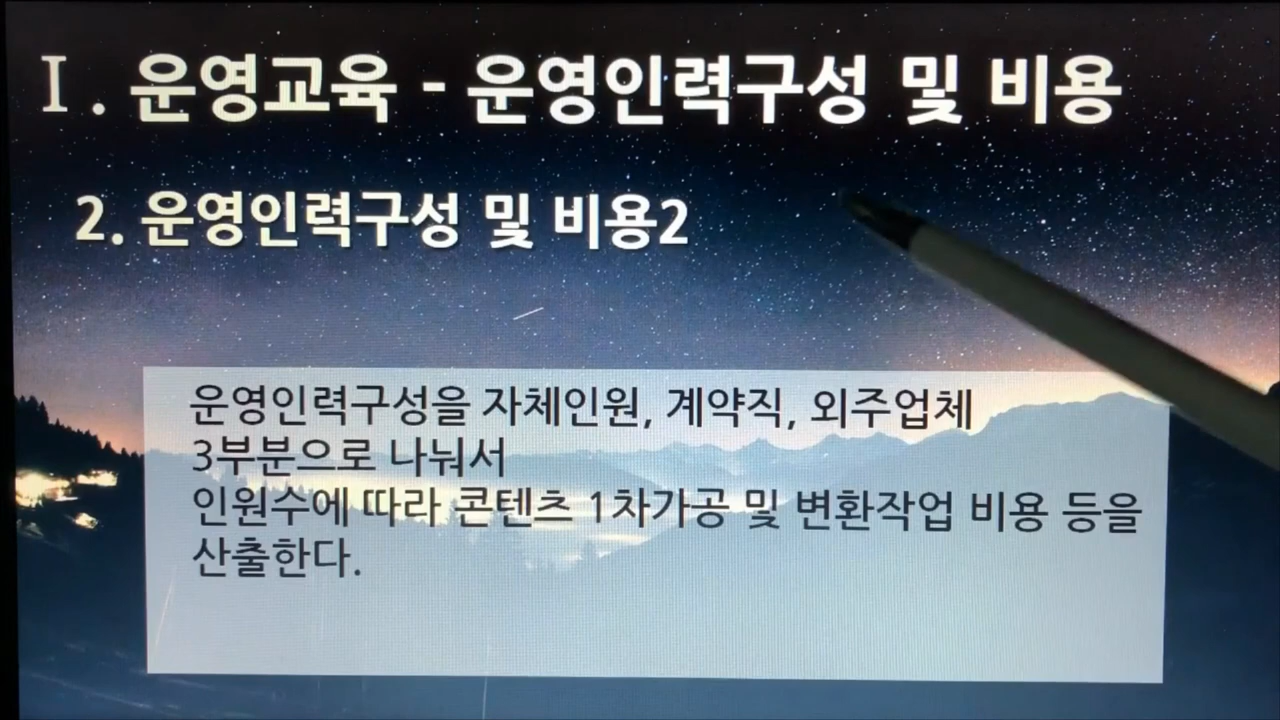 Ⅰ. 운영교육 - 운영인력구성 및 비용
2. 운영인력구성 및 비용2
운영인력구성을 자체인원, 계약직, 외주업체
3부분으로 나눠서
인원수에 따라 콘텐츠 1차가공 및 변환작업 비용 등을
산출한다.